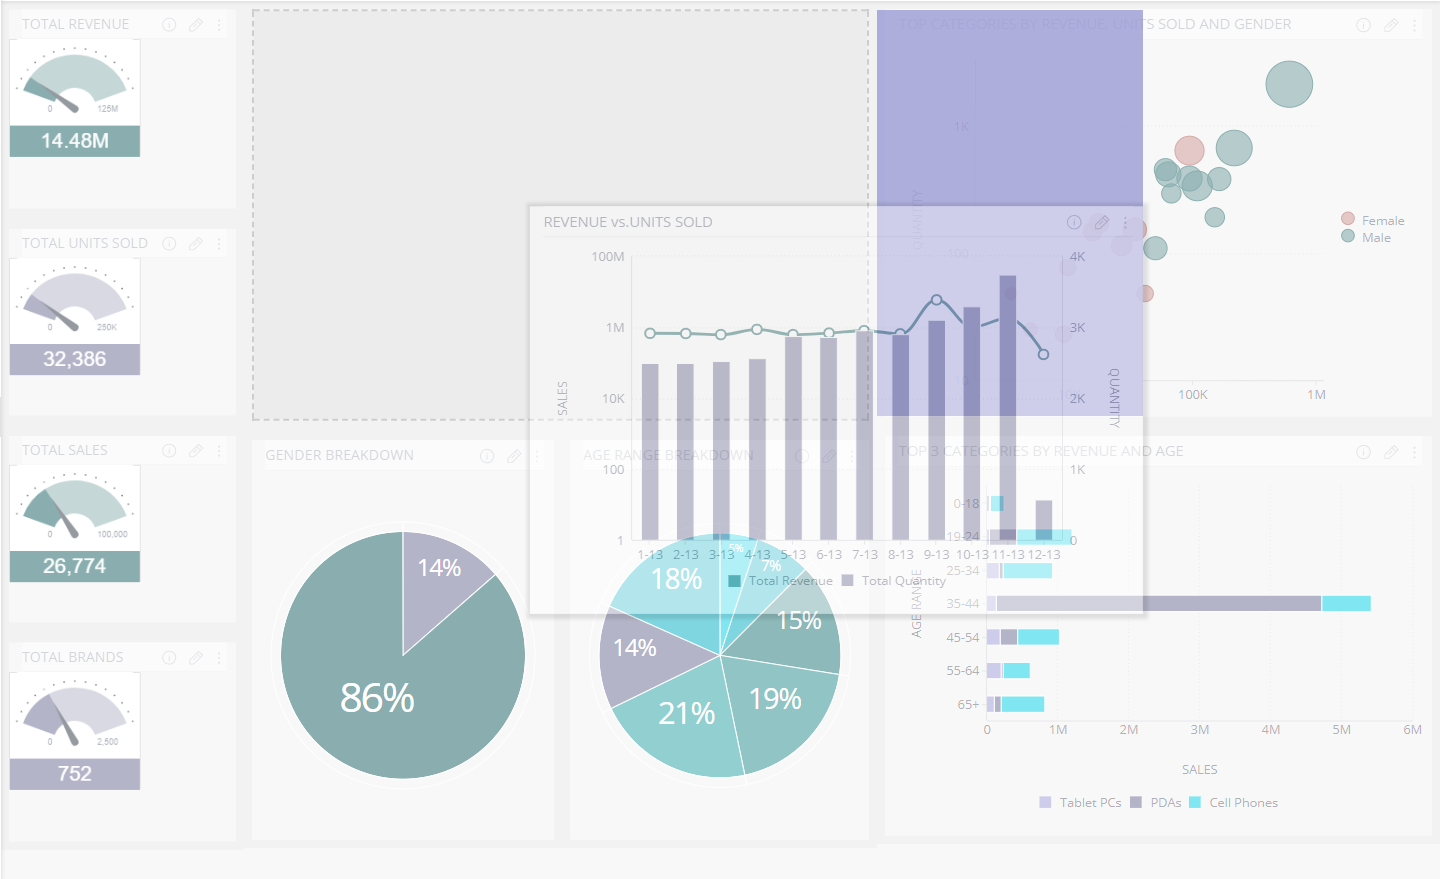 TOTAL REVENUE
0 125M
14.48M
TOTAL UNITS SOLD
0 250K
32,386
TOTAL SALES
0 100,000
26,774
TOTAL BRANDS
0 2,500
752
TOP CATEGORIES BY REVENUE, UNITS SOLD AND GENDER
1K
100
10
QUANTITY
100K 1M
Female
Male
REVENUE vs.UNITS SOLD
100M
1M
10K
100
1
SALES
4K
3K
2K
1K
0
QUANTITY
1-13 2-13 3-13 4-13 5-13 6-13 7-13 8-13 9-13 10-13 11-13 12-13
Total Revenue Total Quantity
GENDER BREAKDOWN
14%
86%
AGE RANGE BREAKDOWN
5%
7%
18%
15%
14%
19%
21%
TOP 3 CATEGORIES BY REVENUE AND AGE
0-18
19-24
25-34
35-44
45-54
55-64
65+
AGE RANGE
0 1M 2M 3M 4M 5M 6M
SALES
Tablet PCs PDAs Cell Phones